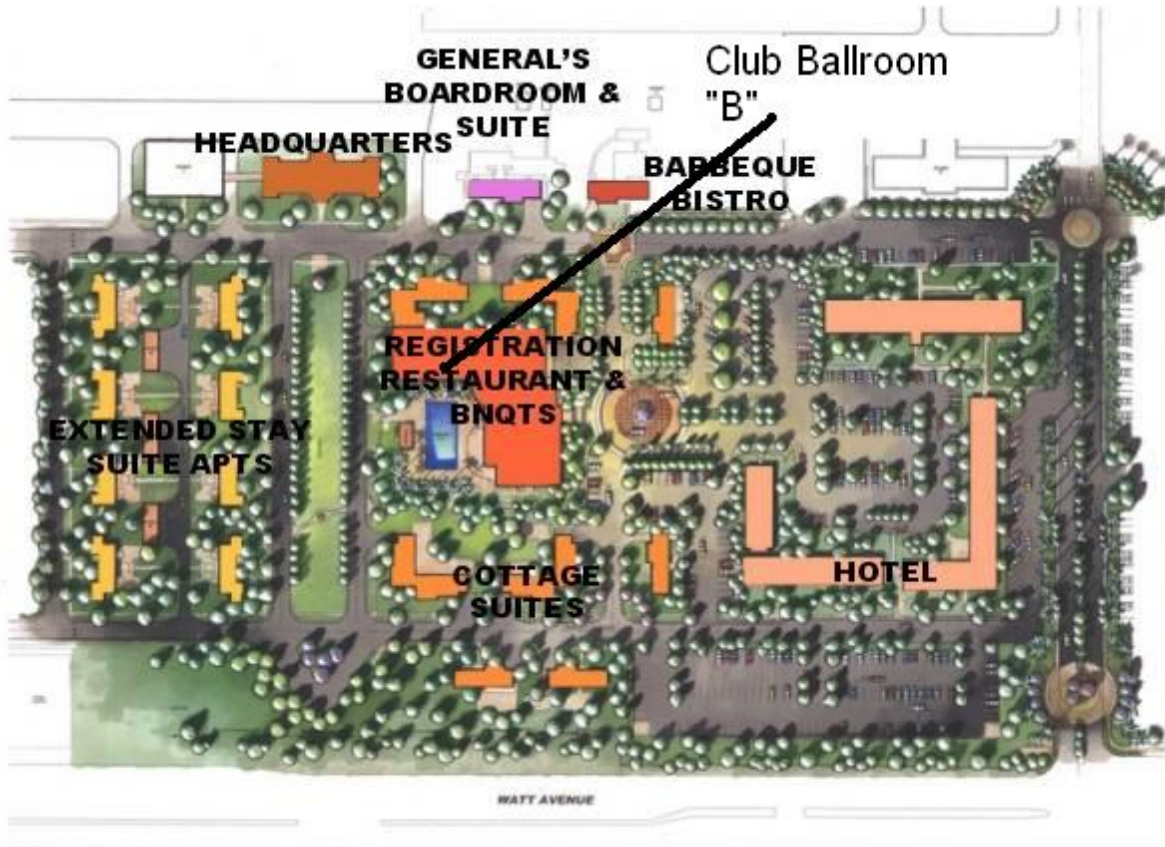 GENERAL'S
BOARDROOM &
SUITE
Club Ballroom
"B"
HEADQUARTERS
BARBEQUE
BISTRO
REGISTRATION
RESTAURANT &
BNQTS
EXTENDED STAY
SUITE APTS
COTTAGE
SUITES
HOTEL
WATT AVENUE